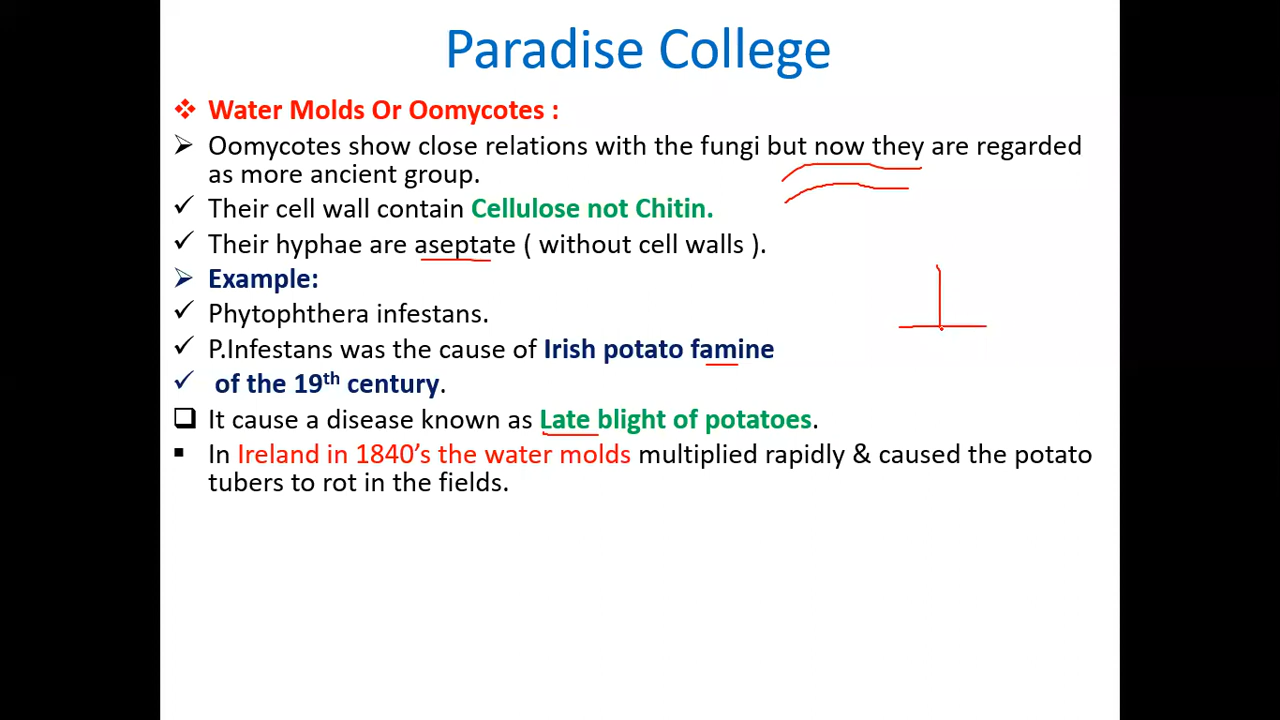 Paradise College
❖ Water Molds Or Oomycotes :
➢ Oomycotes show close relations with the fungi but now they are regarded
as more ancient group.
✓ Their cell wall contain Cellulose not Chitin.
✓ Their hyphae are aseptate ( without cell walls ).
➢ Example:
✓ Phytophthera infestans.
✓ P.Infestans was the cause of Irish potato famine
✓ of the 19th century.
❑ It cause a disease known as Late blight of potatoes.
▪ In Ireland in 1840’s the water molds multiplied rapidly & caused the potato
tubers to rot in the fields.